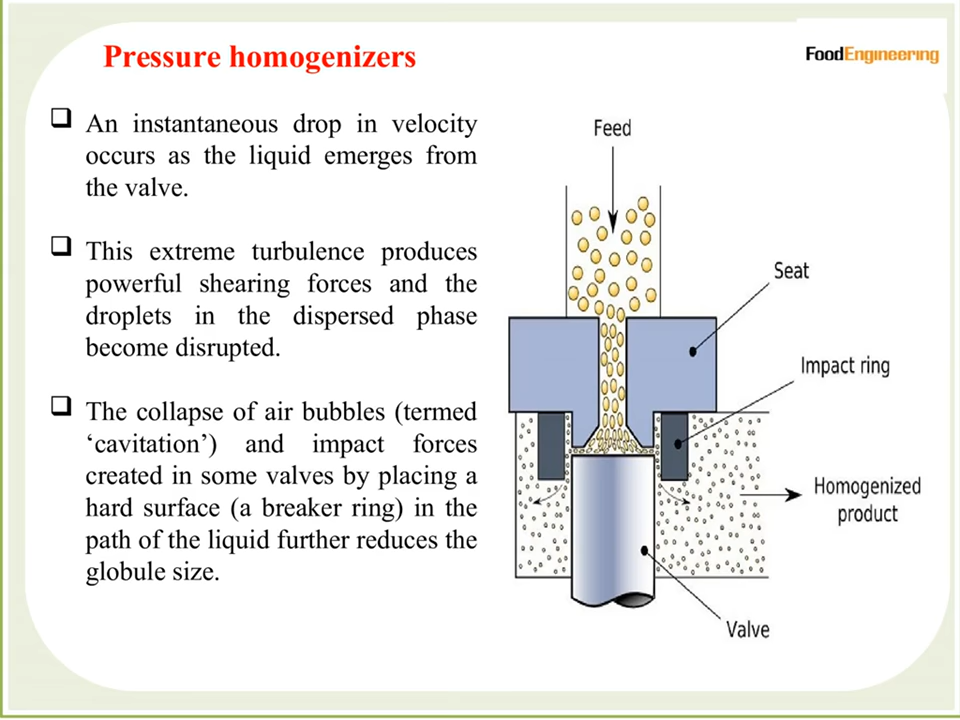 Pressure homogenizers
FoodEngineering
❑ An instantaneous drop in velocity
occurs as the liquid emerges from
the valve.
❑ This extreme turbulence produces
powerful shearing forces and the
droplets in the dispersed phase
become disrupted.
❑ The collapse of air bubbles (termed
‘cavitation’) and impact forces
created in some valves by placing a
hard surface (a breaker ring) in the
path of the liquid further reduces the
globule size.
Feed
Seat
Impact ring
Homogenized
product
Valve